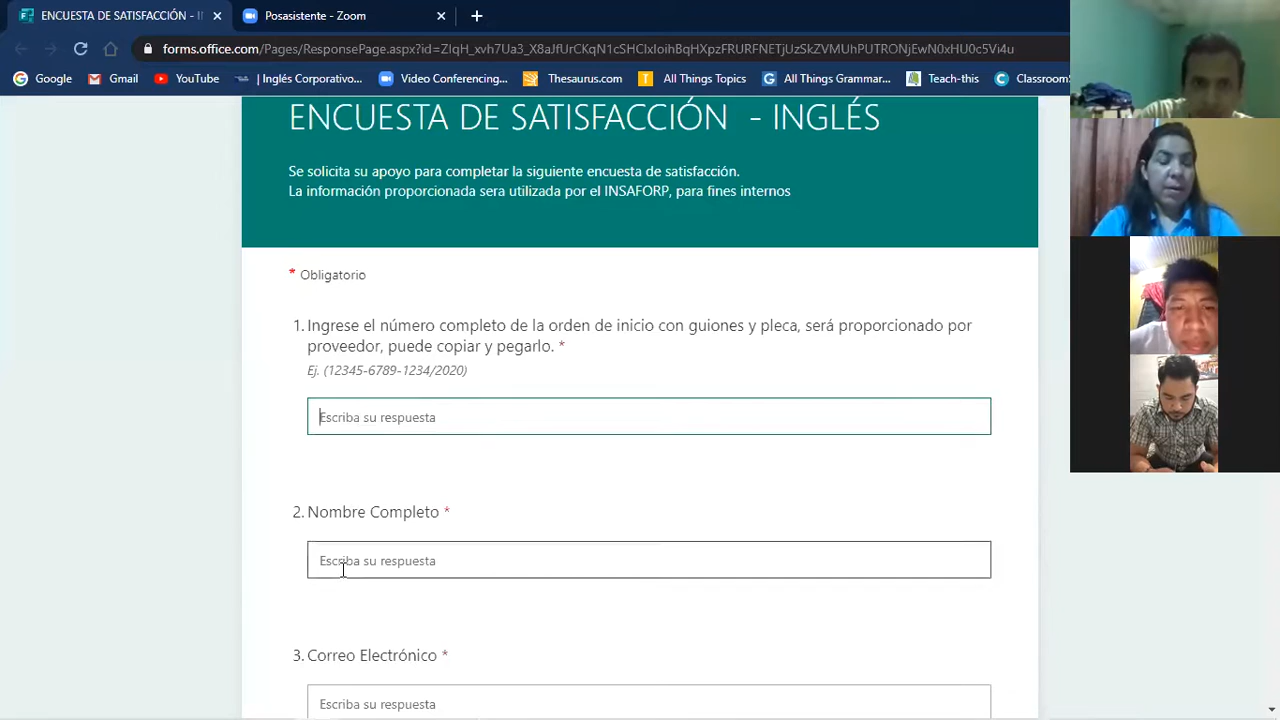 ENCUESTA DE SATISFACCIÓN - I
Posasistente - Zoom
forms.office.com/Pages/ResponsePage.aspx?id=
Google
Gmail
YouTube
| Inglés Corporativo...
Video Conferencing...
Thesaurus.com
All Things Topics
All Things Grammar...
Teach-this
ClassroomS
ENCUESTA DE SATISFACCIÓN - INGLÉS
Se solicita su apoyo para completar la siguiente encuesta de satisfacción.
La información proporcionada sera utilizada por el INSAFORP, para fines internos
* Obligatorio
1. Ingrese el número completo de la orden de inicio con guiones y pleca, será proporcionado por
proveedor, puede copiar y pegarlo. *
Ej. (12345-6789-1234/2020)
Escriba su respuesta
2. Nombre Completo *
Escriba su respuesta
3. Correo Electrónico *
Escriba su respuesta